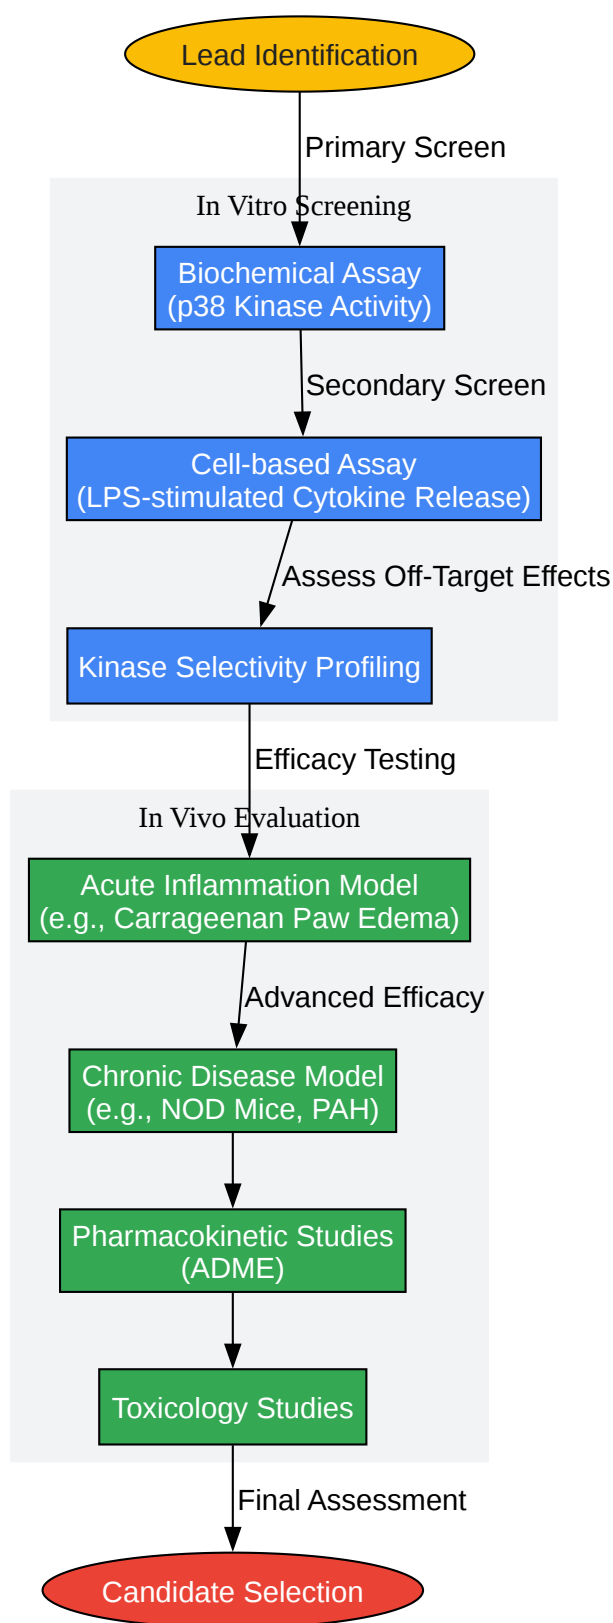 Lead Identification
Primary Screen
In Vitro Screening
Biochemical Assay
(p38 Kinase Activity)
Secondary Screen
Cell-based Assay
(LPS-stimulated Cytokine Release)
Assess Off-Target Effects
Kinase Selectivity Profiling
Efficacy Testing
In Vivo Evaluation
Acute Inflammation Model
(e.g., Carrageenan Paw Edema)
Advanced Efficacy
Chronic Disease Model
(e.g., NOD Mice, PAH)
Pharmacokinetic Studies
(ADME)
Toxicology Studies
Final Assessment
Candidate Selection